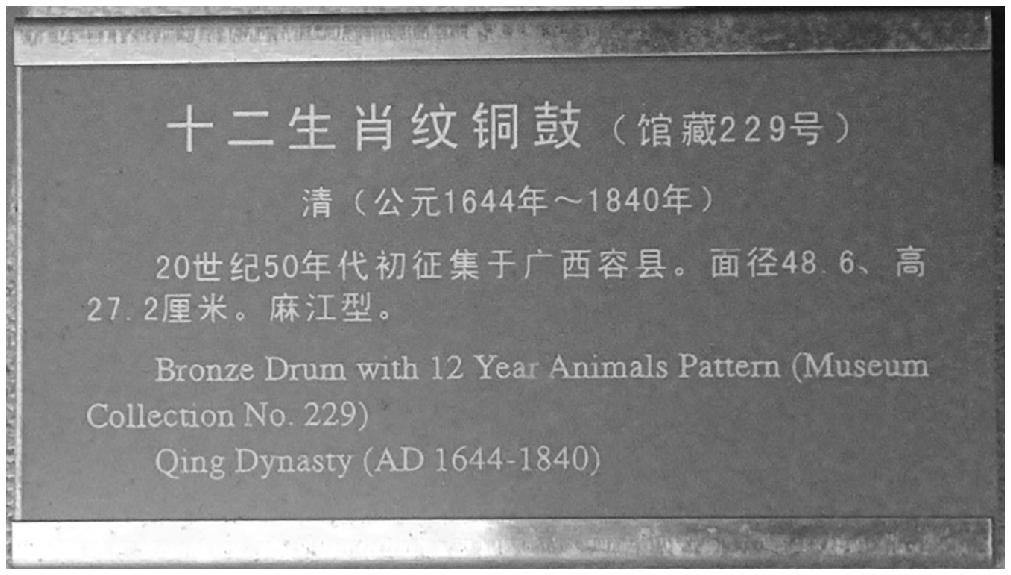 十二生肖纹铜鼓（馆藏229号）
清（公元1644年～1840年）
20世纪50年代初征集于广西容县。面径48.6、高
27.2厘米。麻江型。
Bronze Drum with 12 Year Animals Pattern (Museum
Collection No. 229)
Qing Dynasty (AD 1644-1840)